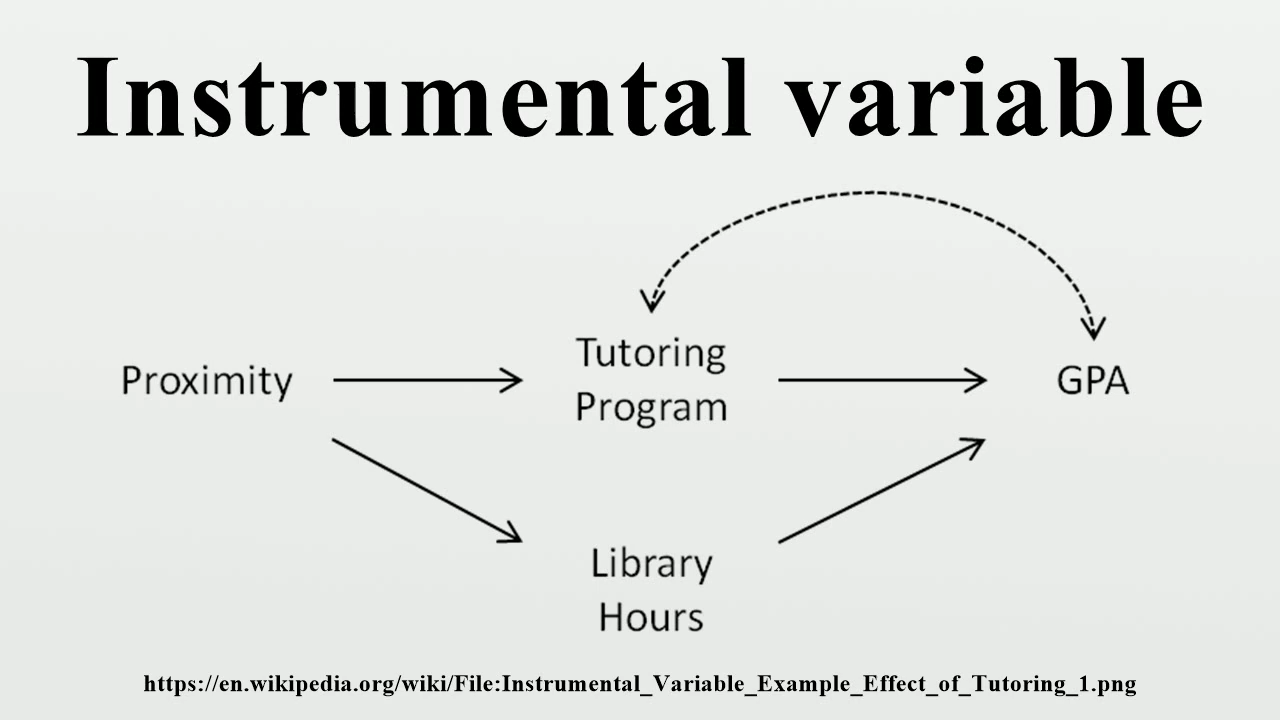 Instrumental variable
Proximity
Tutoring
Program
GPA
Library
Hours
https://en.wikipedia.org/wiki/File:Instrumental_Variable_Example_Effect_of_Tutoring_1.png